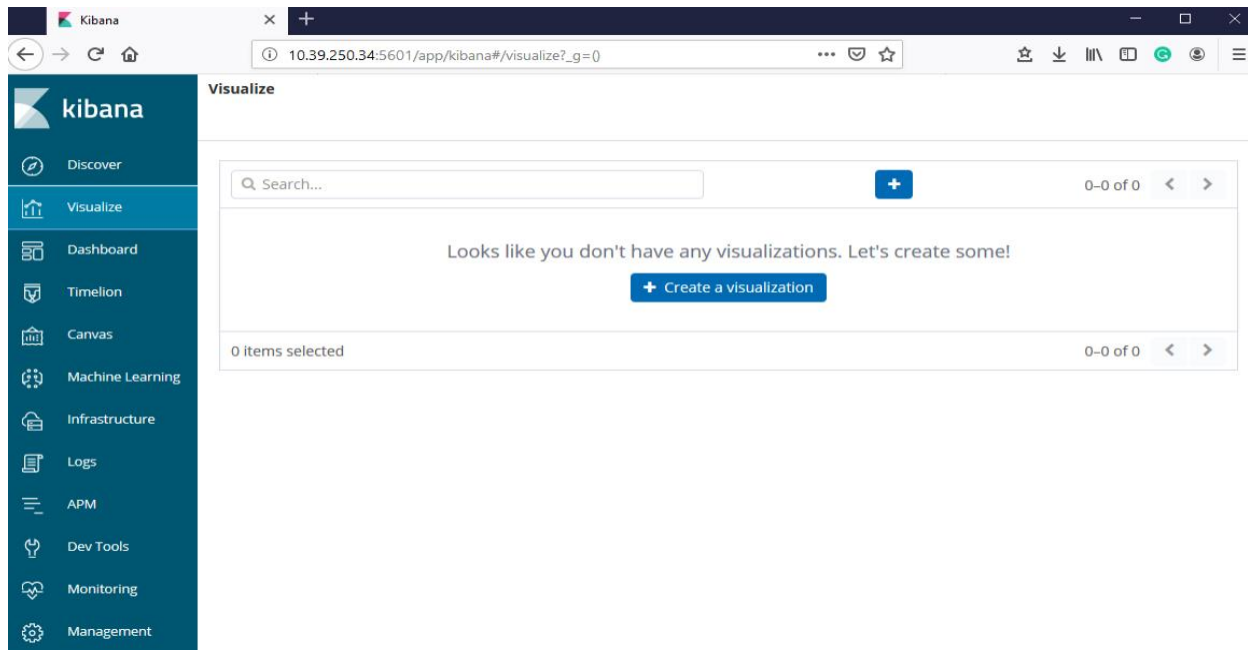 Kibana
10.39.250.34:5601/app/kibana#/visualize?_g=()
kibana
Discover
Visualize
Dashboard
Timelion
Canvas
Machine Learning
Infrastructure
Logs
APM
Dev Tools
Monitoring
Management
Visualize
Search...
0–0 of 0
Looks like you don't have any visualizations. Let's create some!
Create a visualization
0 items selected
0–0 of 0